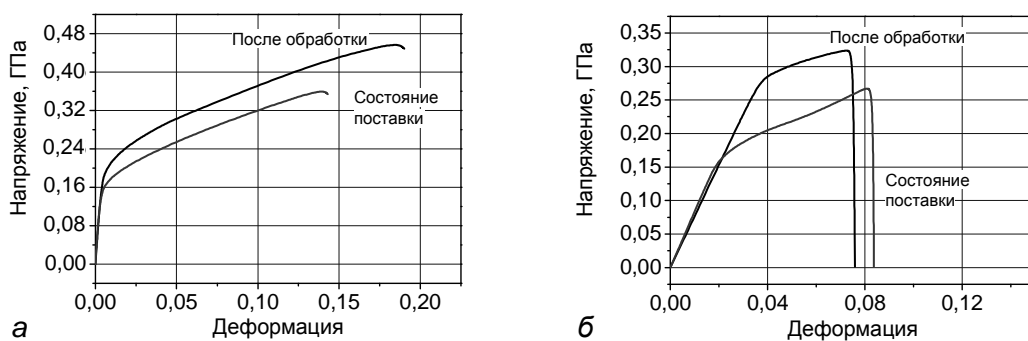 Напряжение, ГПа
0,48
0,40
0,32
0,24
0,16
0,08
0,00
После обработки
Состояние
поставки
0,00 0,05 0,10 0,15 0,20
Деформация
а
Напряжение, ГПа
0,35
0,30
0,25
0,20
0,15
0,10
0,05
0,00
После обработки
Состояние
поставки
0,00 0,04 0,08 0,12
Деформация
б